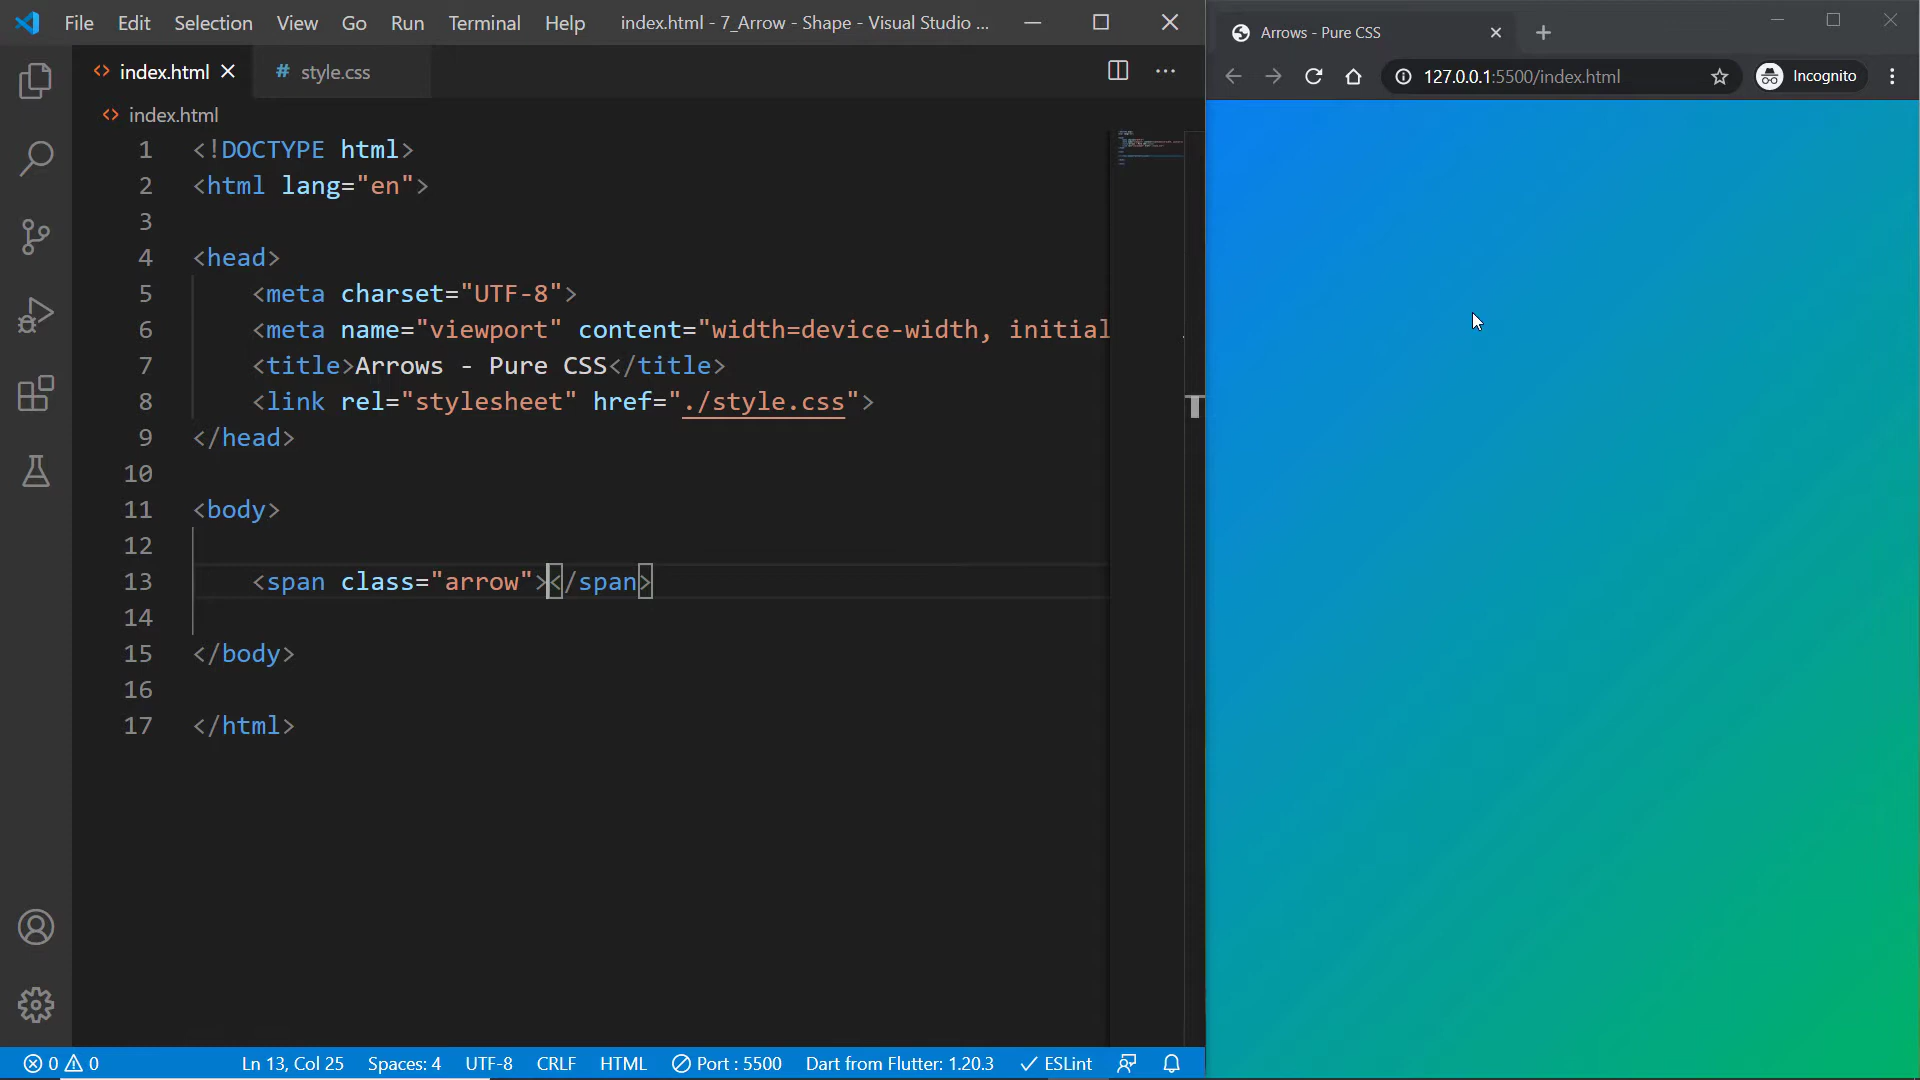 File Edit Selection View Go Run Terminal Help index.html - 7_Arrow - Shape - Visual Studio ...
index.html
# style.css
index.html
1 <!DOCTYPE html>
2 <html lang="en">
3
4 <head>
5 <meta charset="UTF-8">
6 <meta name="viewport" content="width=device-width, initial
7 <title>Arrows - Pure CSS</title>
8 <link rel="stylesheet" href="./style.css">
9 </head>
10
11 <body>
12
13 <span class="arrow"></span>
14
15 </body>
16
17 </html>
0 0 Ln 13, Col 25 Spaces: 4 UTF-8 CRLF HTML Port : 5500 Dart from Flutter: 1.20.3 ESLint
Arrows - Pure CSS
127.0.0.1:5500/index.html Incognito